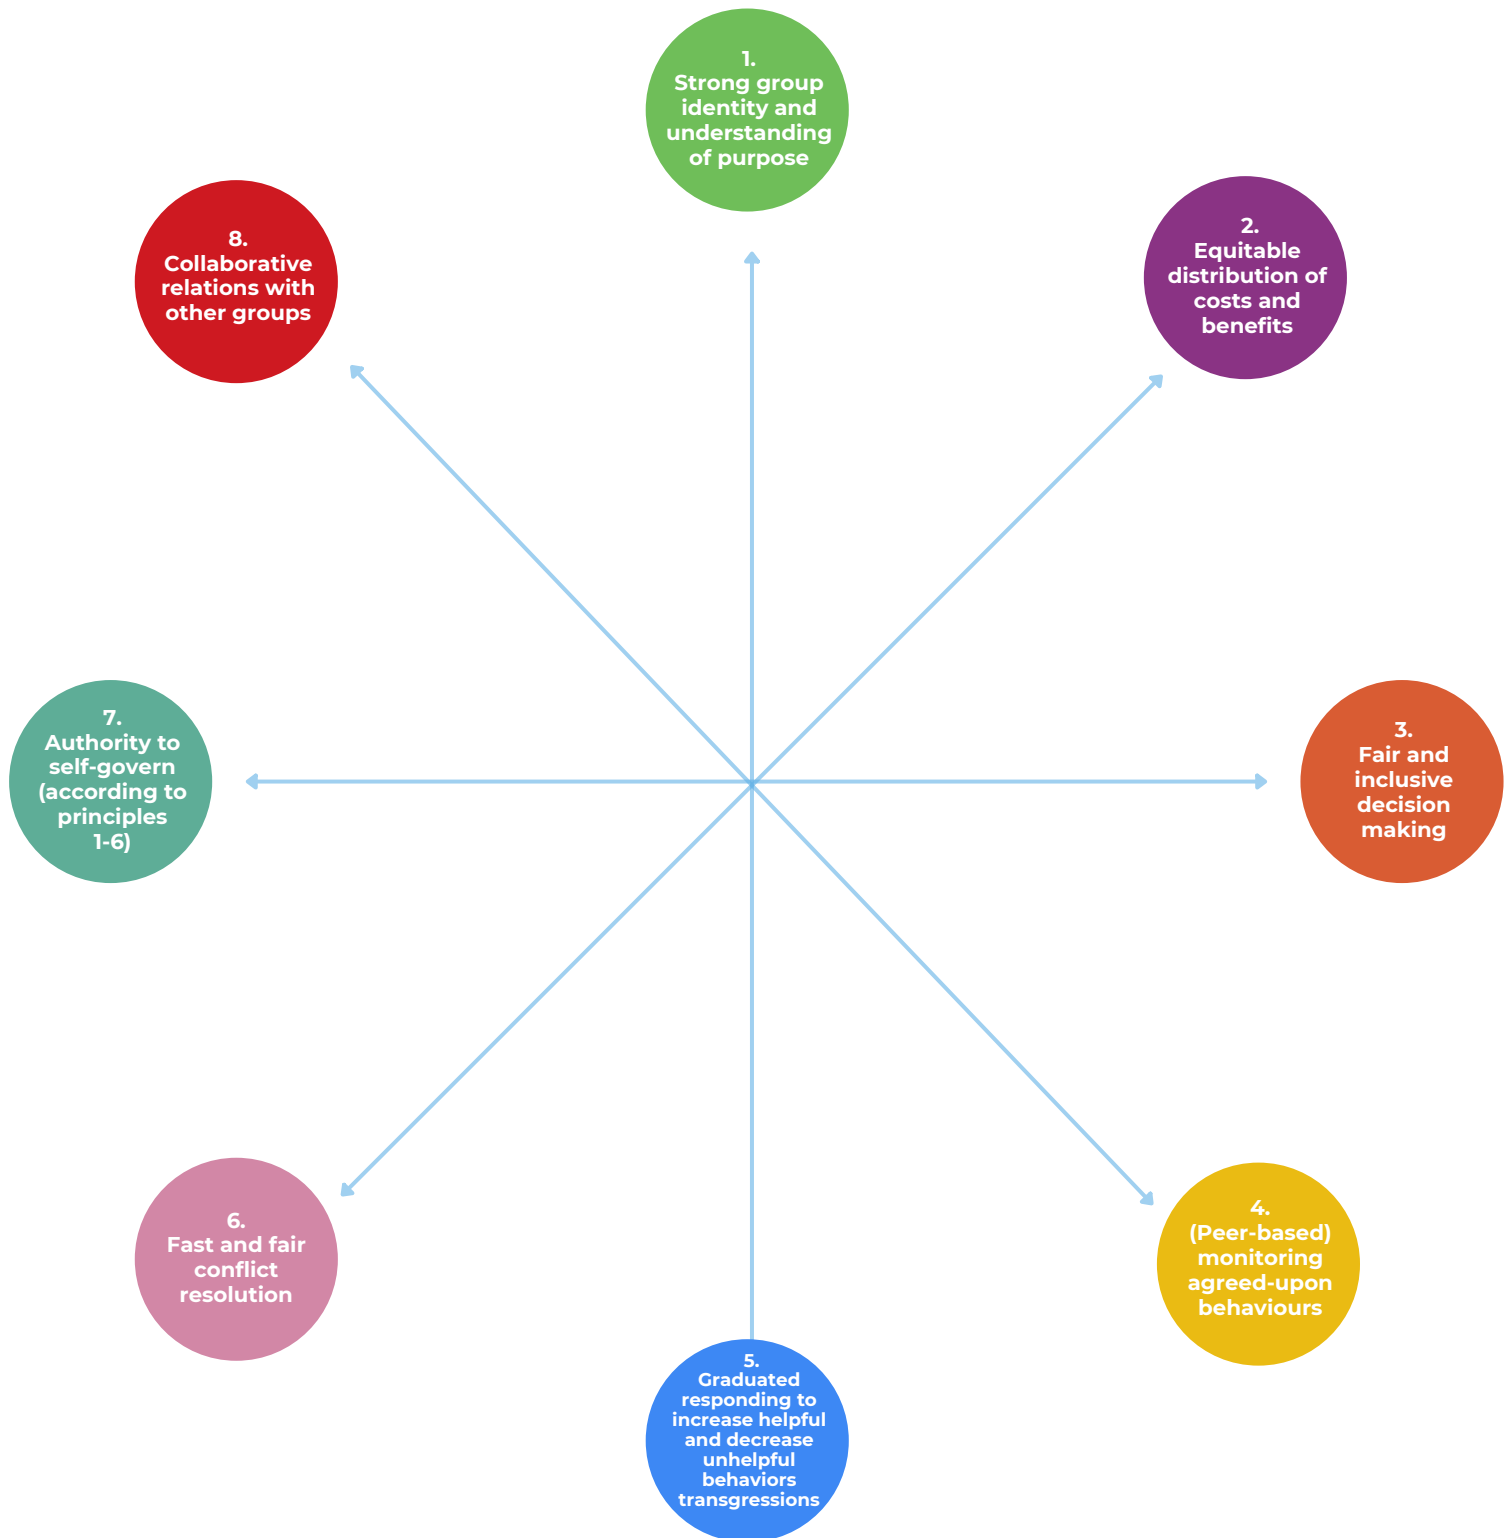 1.
Strong group
identity and
understanding
of purpose
2.
Equitable
distribution of
costs and
benefits
3.
Fair and
inclusive
decision
making
4.
(Peer-based)
monitoring
agreed-upon
behaviours
5.
Graduated
responding to
increase helpful
and decrease
unhelpful
behaviors
transgressions
6.
Fast and fair
conflict
resolution
7.
Authority to
self-govern
(according to
principles
1-6)
8.
Collaborative
relations with
other groups